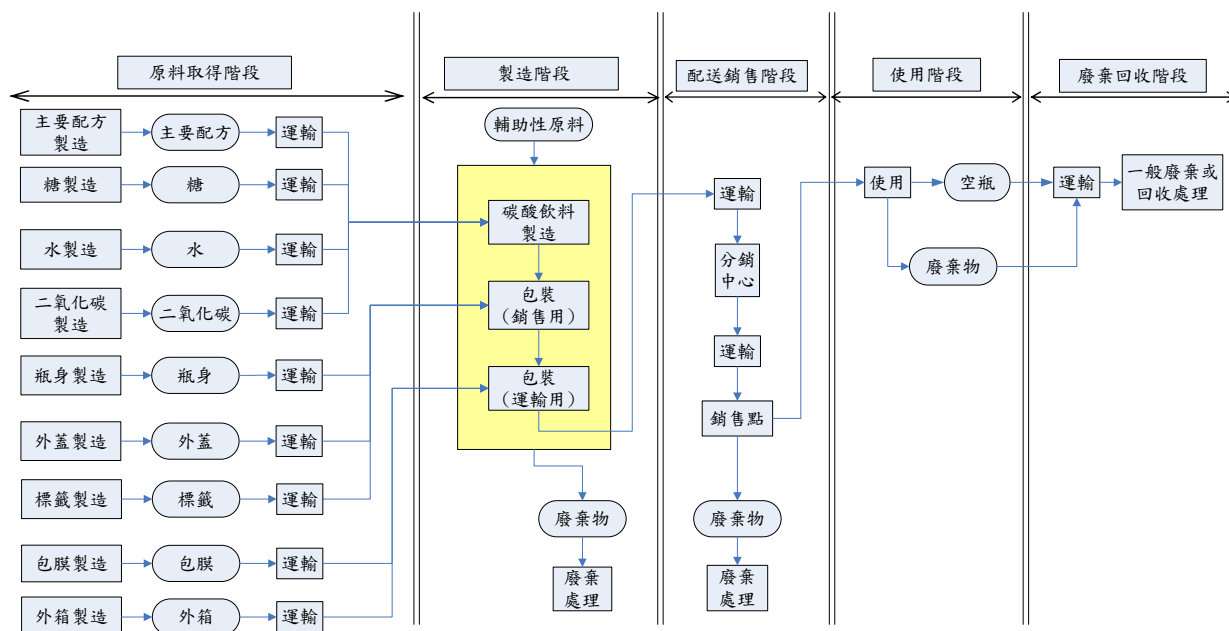 原料取得階段
製造階段
配送銷售階段
使用階段
廢棄回收階段
主要配方
製造
主要配方
運輸
糖製造
糖
運輸
水製造
水
運輸
二氧化碳
製造
二氧化碳
運輸
瓶身製造
瓶身
運輸
外蓋製造
外蓋
運輸
標籤製造
標籤
運輸
包膜製造
包膜
運輸
外箱製造
外箱
運輸
輔助性原料
碳酸飲料
製造
包裝
(銷售用)
包裝
(運輸用)
廢棄物
廢棄
處理
運輸
分銷
中心
運輸
銷售點
廢棄物
廢棄
處理
使用
空瓶
廢棄物
運輸
一般廢棄或
回收處理